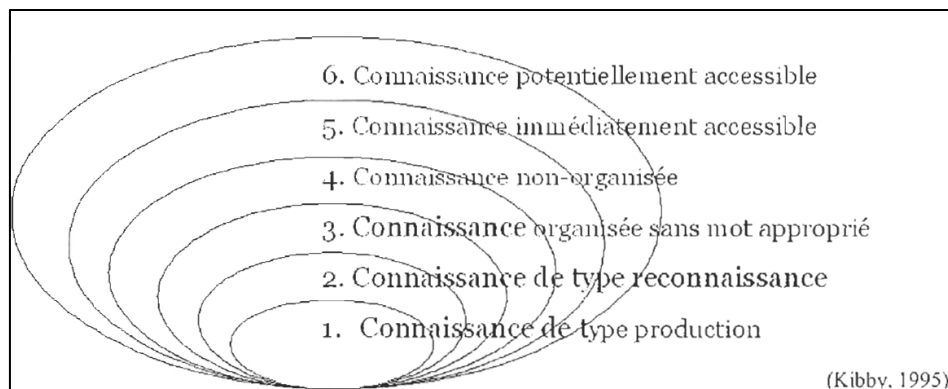 6. Connaissance potentiellement accessible
5. Connaissance immédiatement accessible
4. Connaissance non-organisée
3. Connaissance organisée sans mot approprié
2. Connaissance de type reconnaissance
1. Connaissance de type production
(Kibby, 1995)